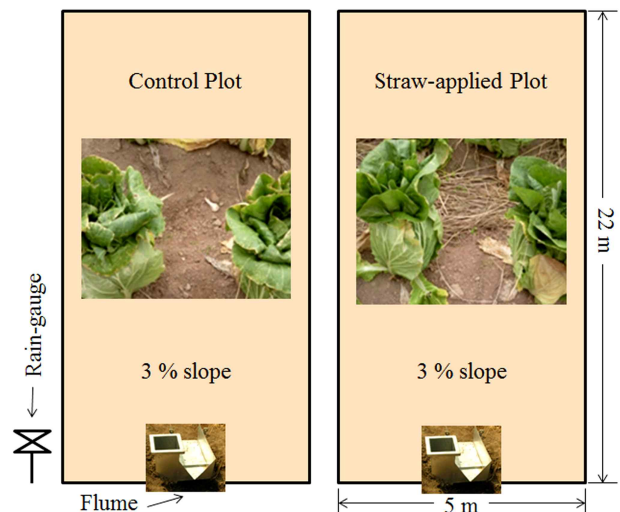 Control Plot
Straw-applied Plot
22 m
Rain-gauge
3 % slope
3 % slope
Flume
5 m